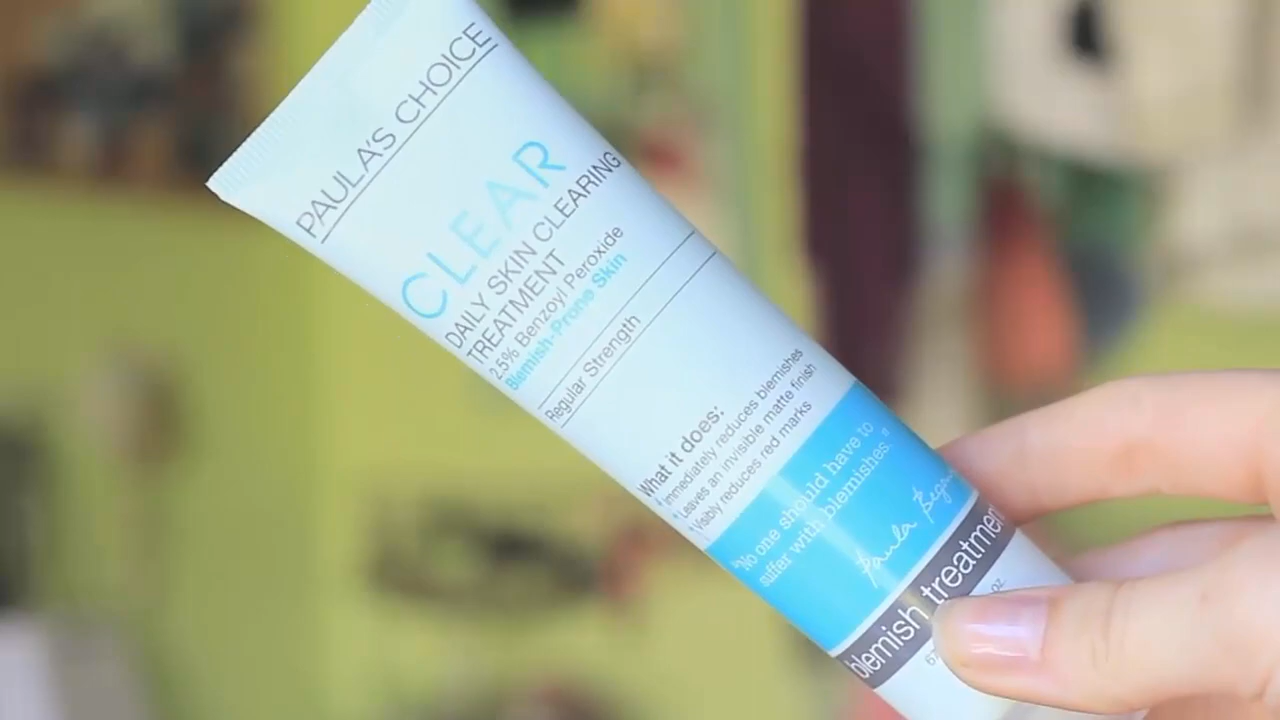 PAULA'S CHOICE
CLEAR
DAILY SKIN CLEARING
TREATMENT
2.5% Benzoyl Peroxide
Blemish-Prone Skin
Regular Strength
What it does:
* Immediately reduces blemishes
* Leaves an invisible matte finish
* Visibly reduces red marks
"No one should have to
suffer with blemishes."
Paula
blemish treatment
oz